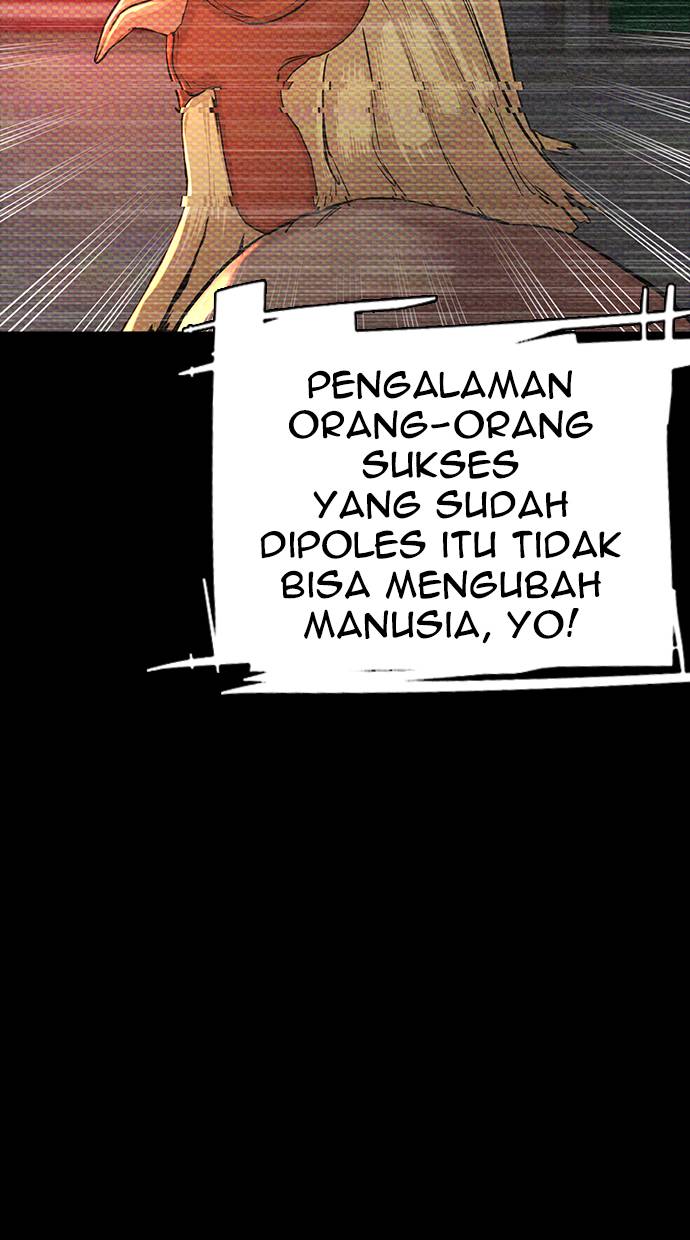 PENGALAMAN
ORANG-ORANG
SUKSES
YANG SUDAH
DIPOLES ITU TIDAK
BISA MENGUBAH
MANUSIA, YO!